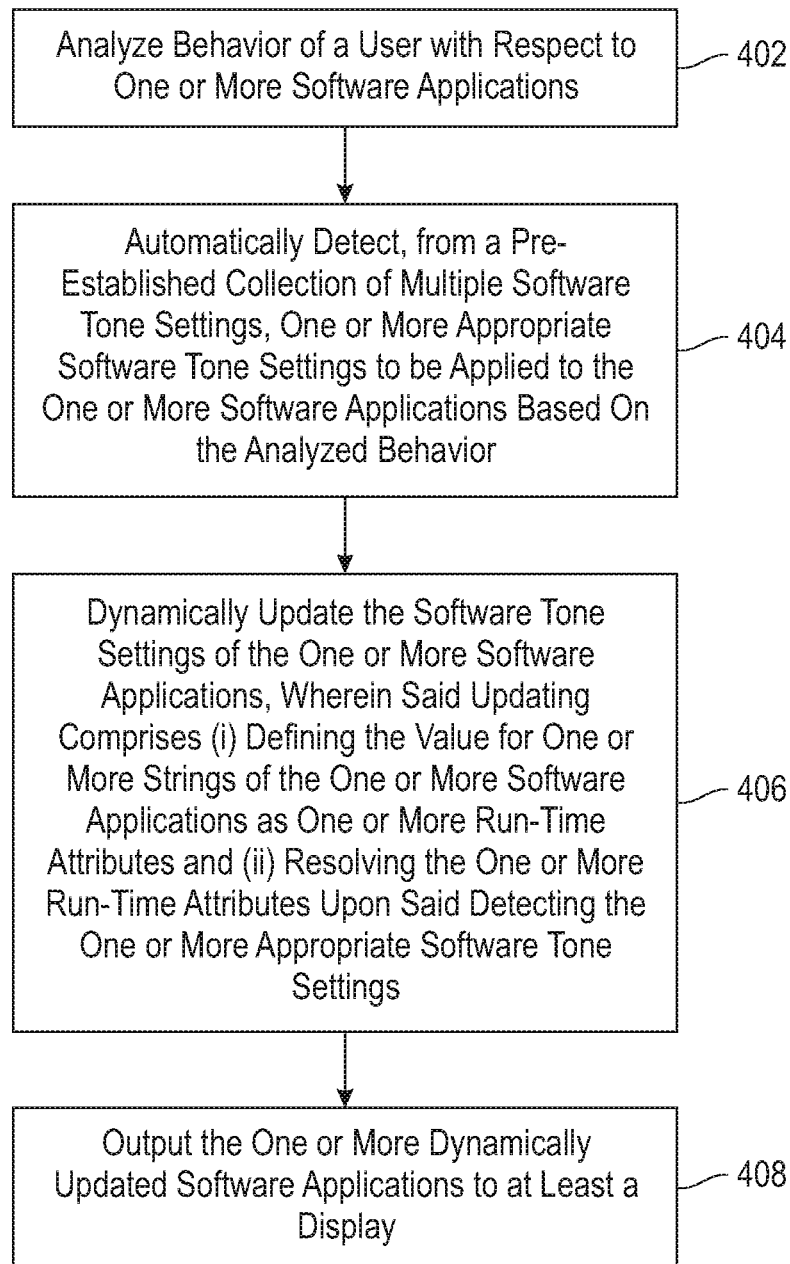 Analyze Behavior of a User with Respect to
One or More Software Applications
402
Automatically Detect, from a Pre-
Established Collection of Multiple Software
Tone Settings, One or More Appropriate
Software Tone Settings to be Applied to the
One or More Software Applications Based On
the Analyzed Behavior
404
Dynamically Update the Software Tone
Settings of the One or More Software
Applications, Wherein Said Updating
Comprises (i) Defining the Value for One or
More Strings of the One or More Software
Applications as One or More Run-Time
Attributes and (ii) Resolving the One or More
Run-Time Attributes Upon Said Detecting the
One or More Appropriate Software Tone
Settings
406
Output the One or More Dynamically
Updated Software Applications to at Least a
Display
408